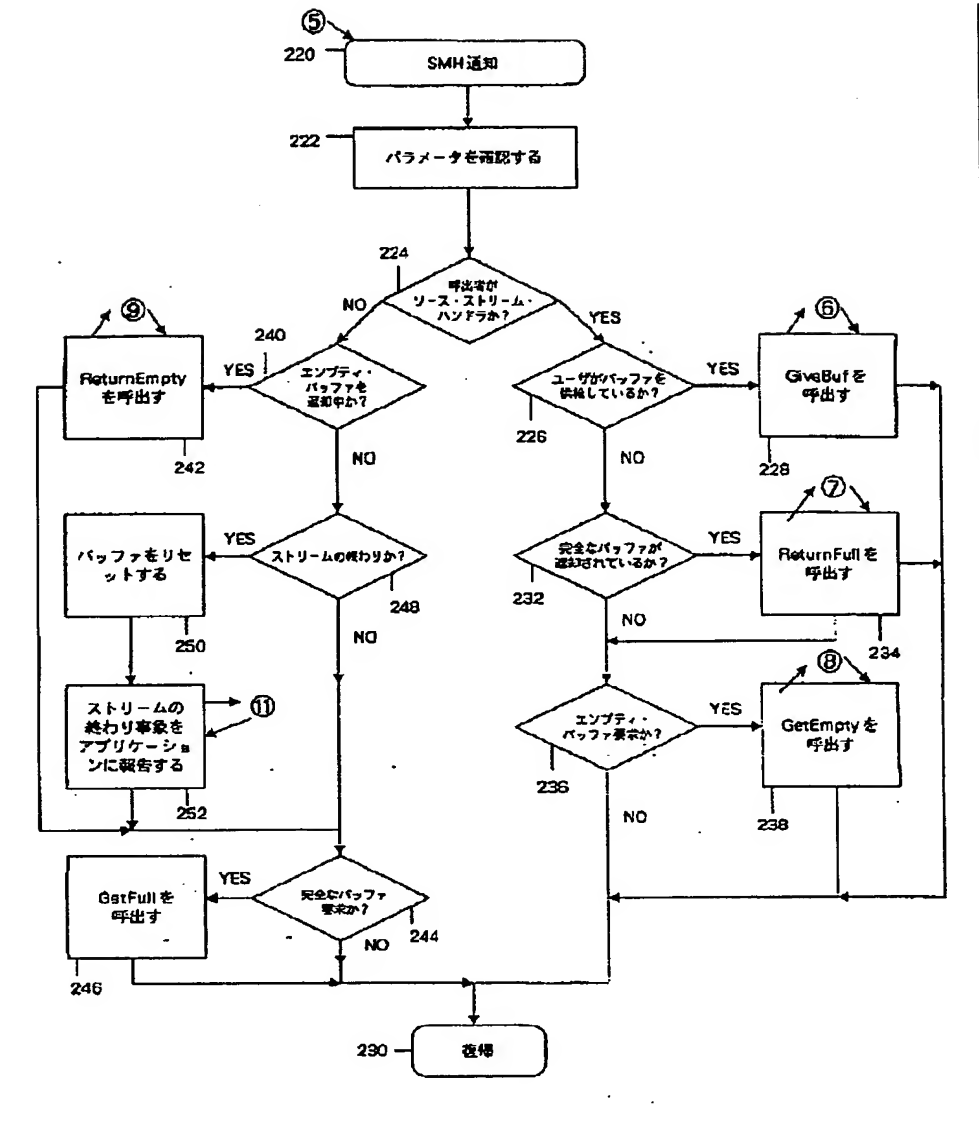 ⑤
220
SMH通知
222
パラメータを確認する
224
呼出者が
ソース・ストリーム・
ハンドラか?
NO
YES
⑨
ReturnEmpty
を呼出す
242
YES
240
エンプティ・
バッファを
返却中か?
NO
ユーザがバッファを
供給しているか?
226
YES
NO
⑥
GiveBufを
呼出す
228
バッファをリセ
ットする
250
YES
ストリームの終わりか?
248
NO
完全なバッファが
返却されているか?
232
YES
NO
⑦
ReturnFullを
呼出す
234
ストリームの
終わり事象を
アプリケーショ
ンに報告する
252
⑪
エンプティ・
バッファ要求か?
236
YES
NO
⑧
GetEmptyを
呼出す
238
GetFullを
呼出す
246
YES
完全なバッファ
要求か?
244
NO
230
復帰